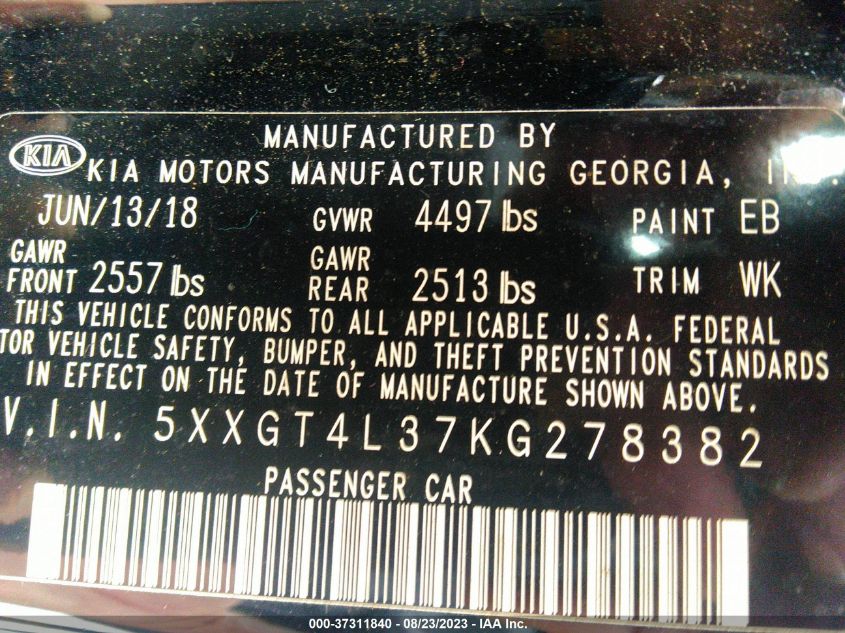 MANUFACTURED BY
KIA
KIA MOTORS MANUFACTURING GEORGIA,
JUN/13/18 GVWR 4497 lbs PAINT EB
GAWR FRONT 2557 lbs GAWR REAR 2513 lbs TRIM WK
THIS VEHICLE CONFORMS TO ALL APPLICABLE U.S.A. FEDERAL
TOR VEHICLE SAFETY, BUMPER, AND THEFT PREVENTION STANDARDS
IN EFFECT ON THE DATE OF MANUFACTURE SHOWN ABOVE.
V.I.N. 5XXGT4L37KG278382
PASSENGER CAR
000-37311840 - 08/23/2023 - IAA Inc.